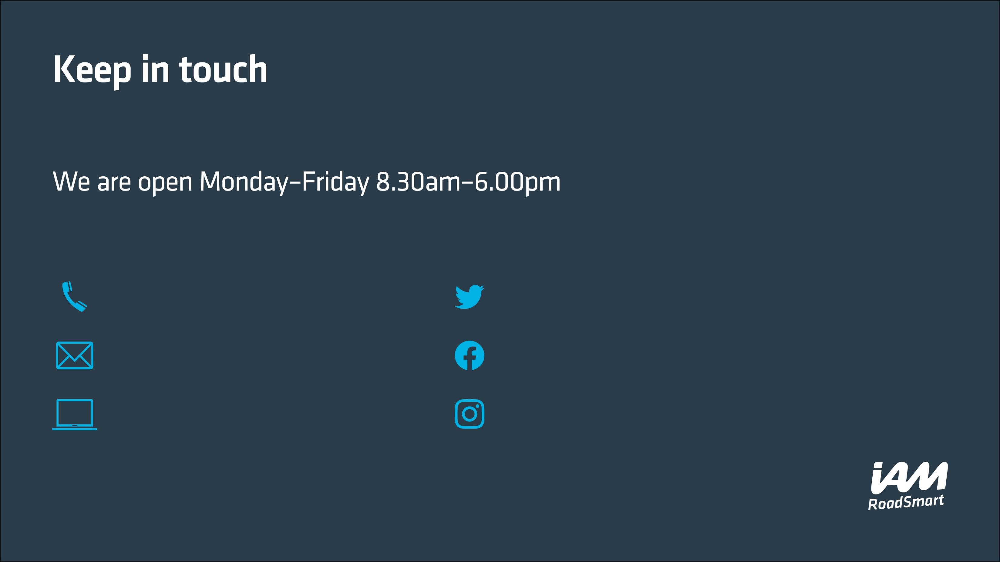 Keep in touch
We are open Monday–Friday 8.30am–6.00pm
iAM
RoadSmart